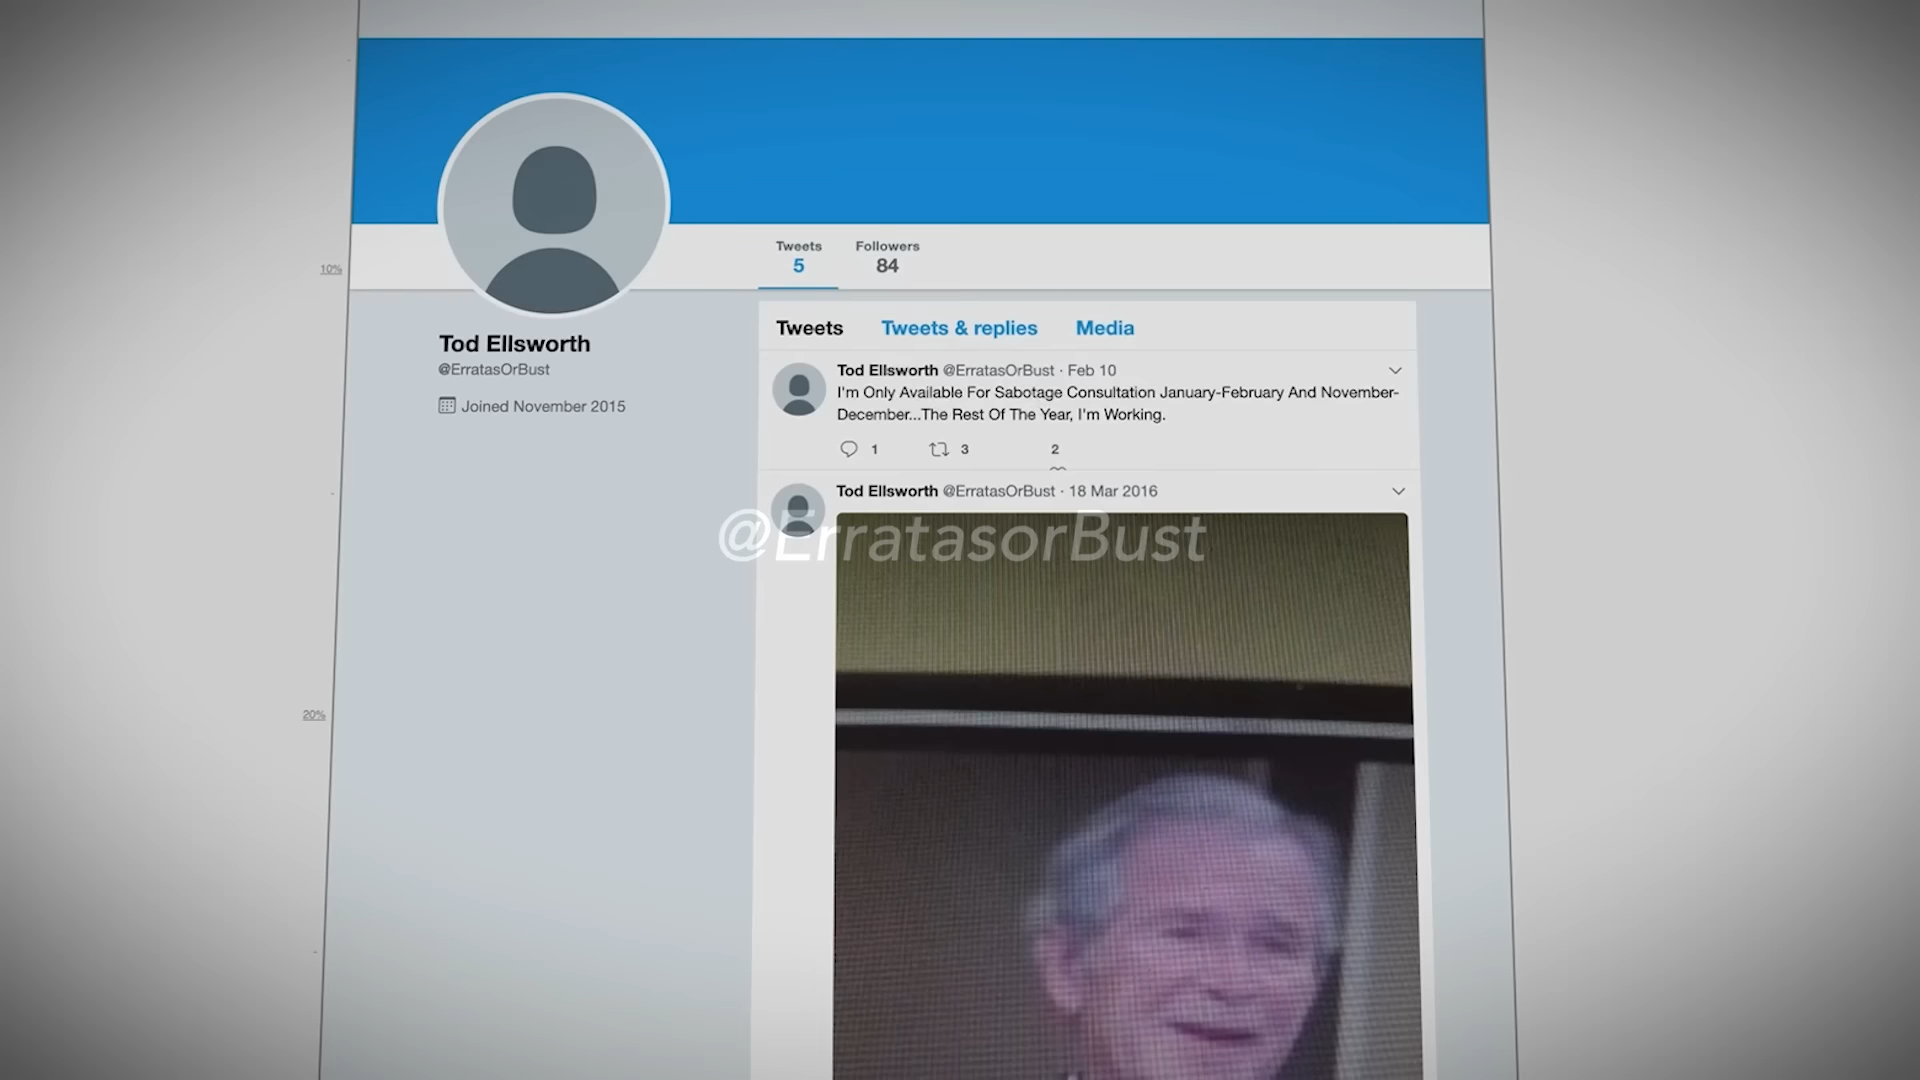 Tweets
5
Followers
84
10%
Tod Ellsworth
@ErratasOrBust
Joined November 2015
Tweets Tweets & replies Media
Tod Ellsworth @ErratasOrBust · Feb 10
I'm Only Available For Sabotage Consultation January-February And November-
December...The Rest Of The Year, I'm Working.
1 3 2
Tod Ellsworth @ErratasOrBust · 18 Mar 2016
@ErratasorBust
20%